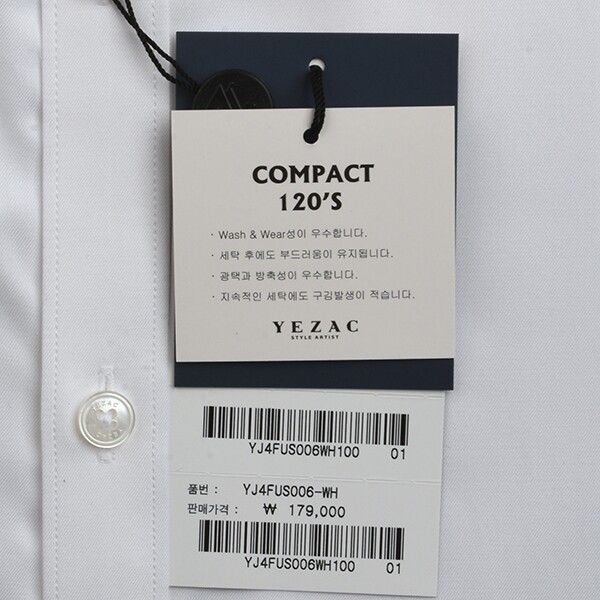 COMPACT
120'S
· Wash & Wear성이 우수합니다.
· 세탁 후에도 부드러움이 유지됩니다.
· 광택과 방축성이 우수합니다.
· 지속적인 세탁에도 구김발생이 적습니다.
YEZAC
STYLE ARTIST
YEZAC
YJ4FUS006WH100 01
품번 : YJ4FUS006-WH
판매가격 : ₩ 179,000
YJ4FUS006WH100 01